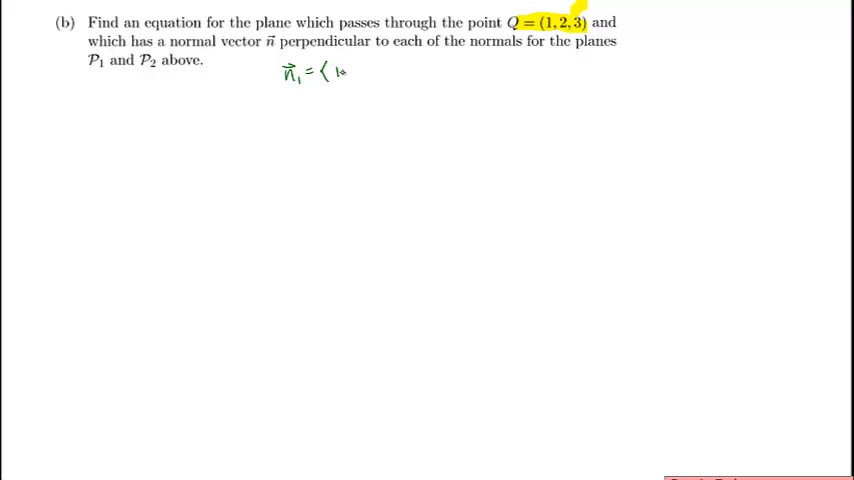 (b) Find an equation for the plane which passes through the point Q = (1, 2, 3) and
which has a normal vector n⃗ perpendicular to each of the normals for the planes
P₁ and P₂ above.
n⃗₁ = ⟨ 1